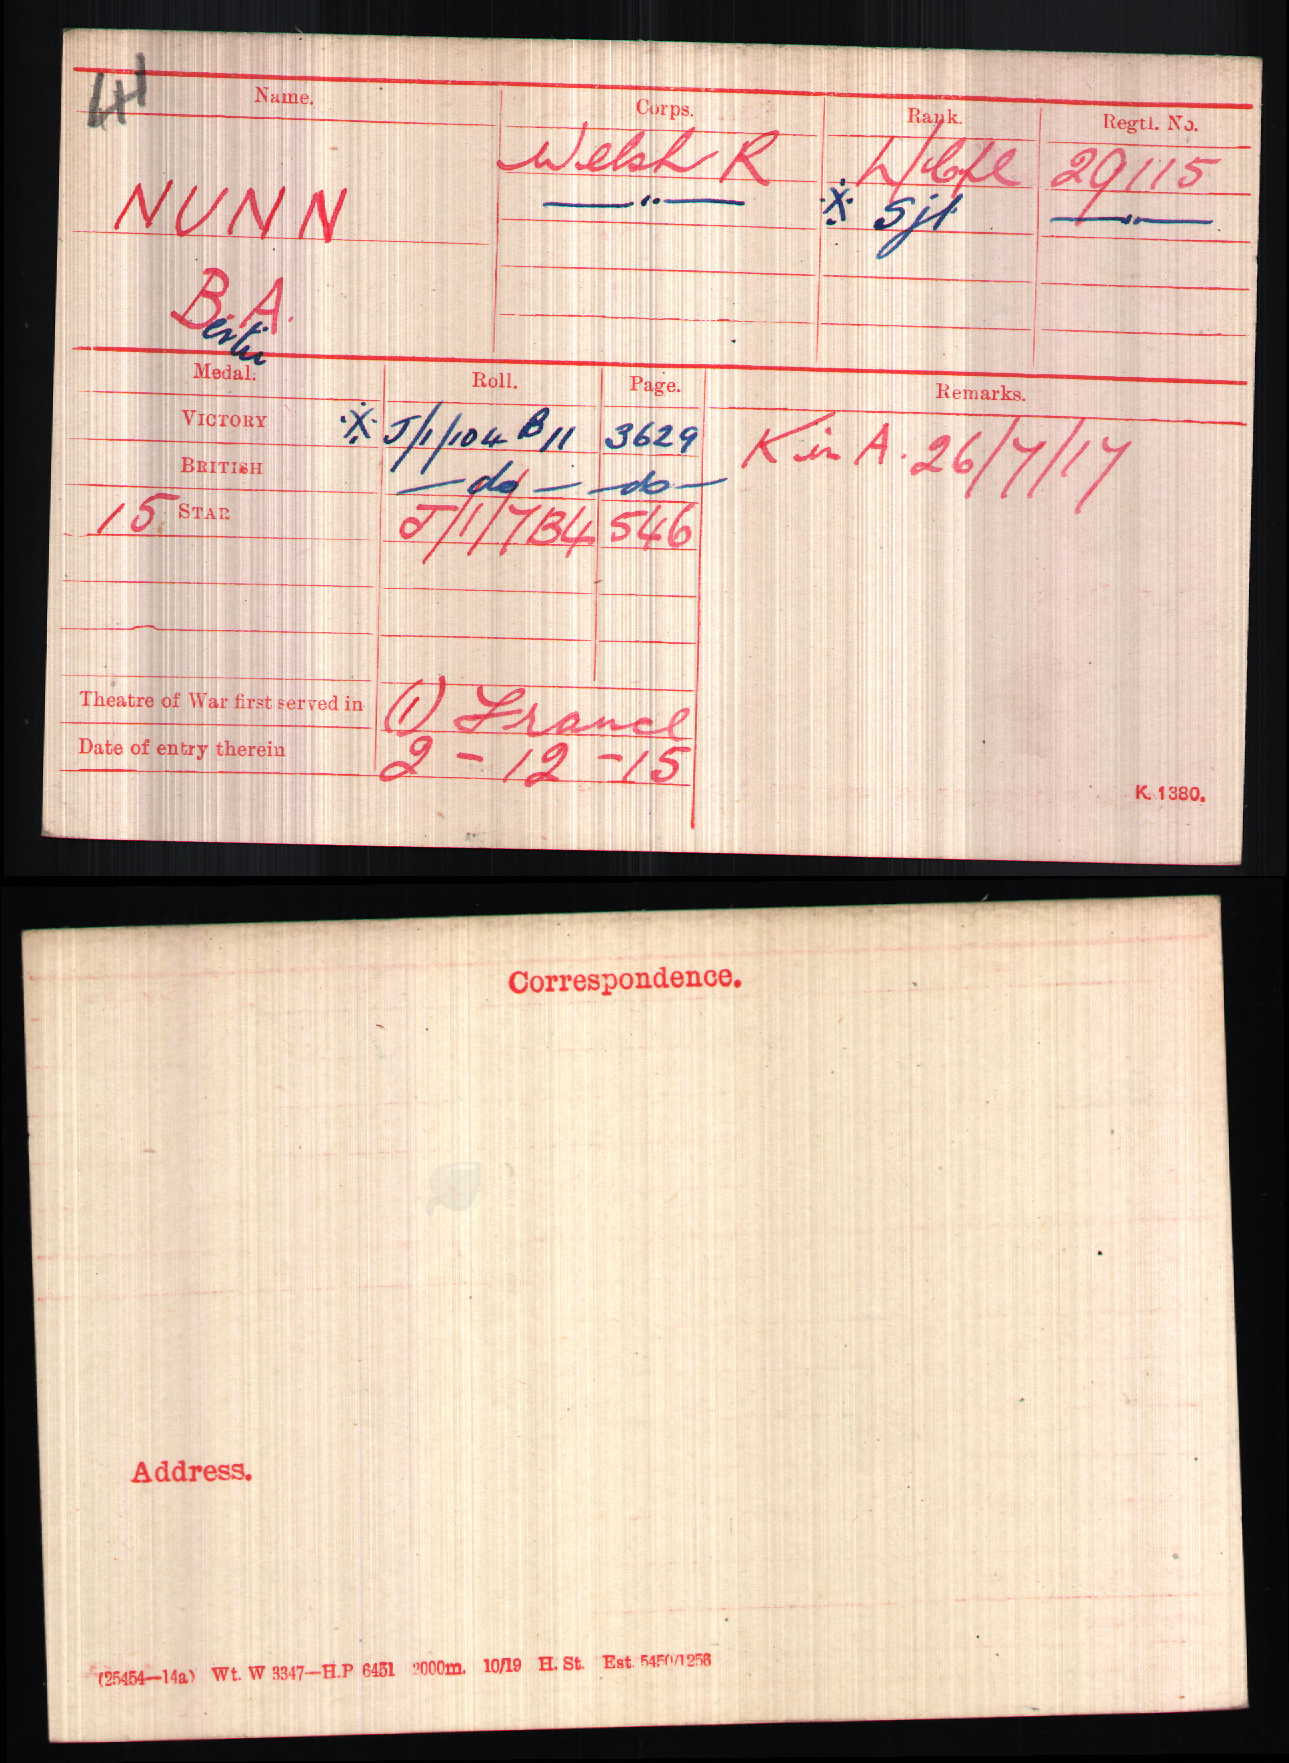 4
Name. Corps. Rank. Regtl. No.
Welsh R L/Cpl 29115
NUNN —"— ※ Sjt —"—
B. A.
ertie
Medal. Roll. Page. Remarks.
VICTORY ※ J/1/104 B11 3629 K in A. 26/7/17
BRITISH — do — — do —
15 STAR J/1/7B4 546
Theatre of War first served in (1) France
Date of entry therein 2-12-15
K. 1380.
Correspondence.
Address.
(25454—14a) Wt. W 3347—H.P 6451 2000m. 10/19 H. St. Est. 5450/1256